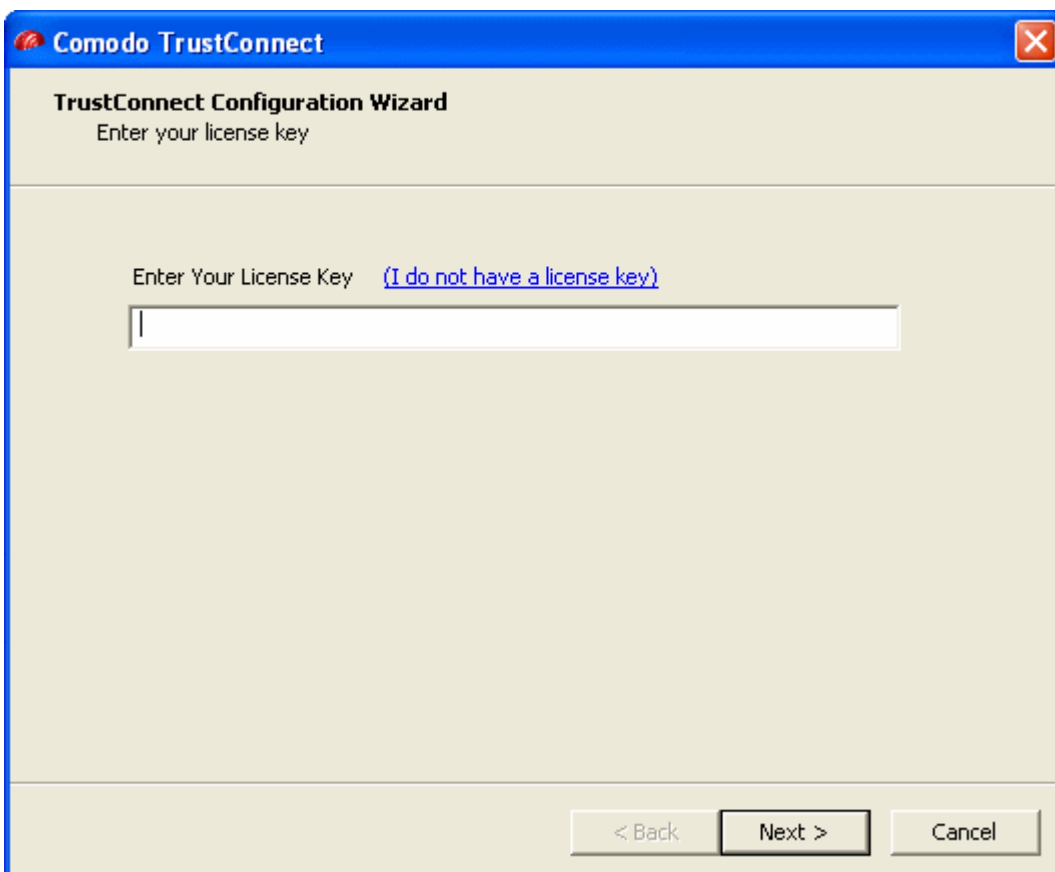 Comodo TrustConnect
TrustConnect Configuration Wizard
Enter your license key
Enter Your License Key (I do not have a license key)
< Back Next > Cancel